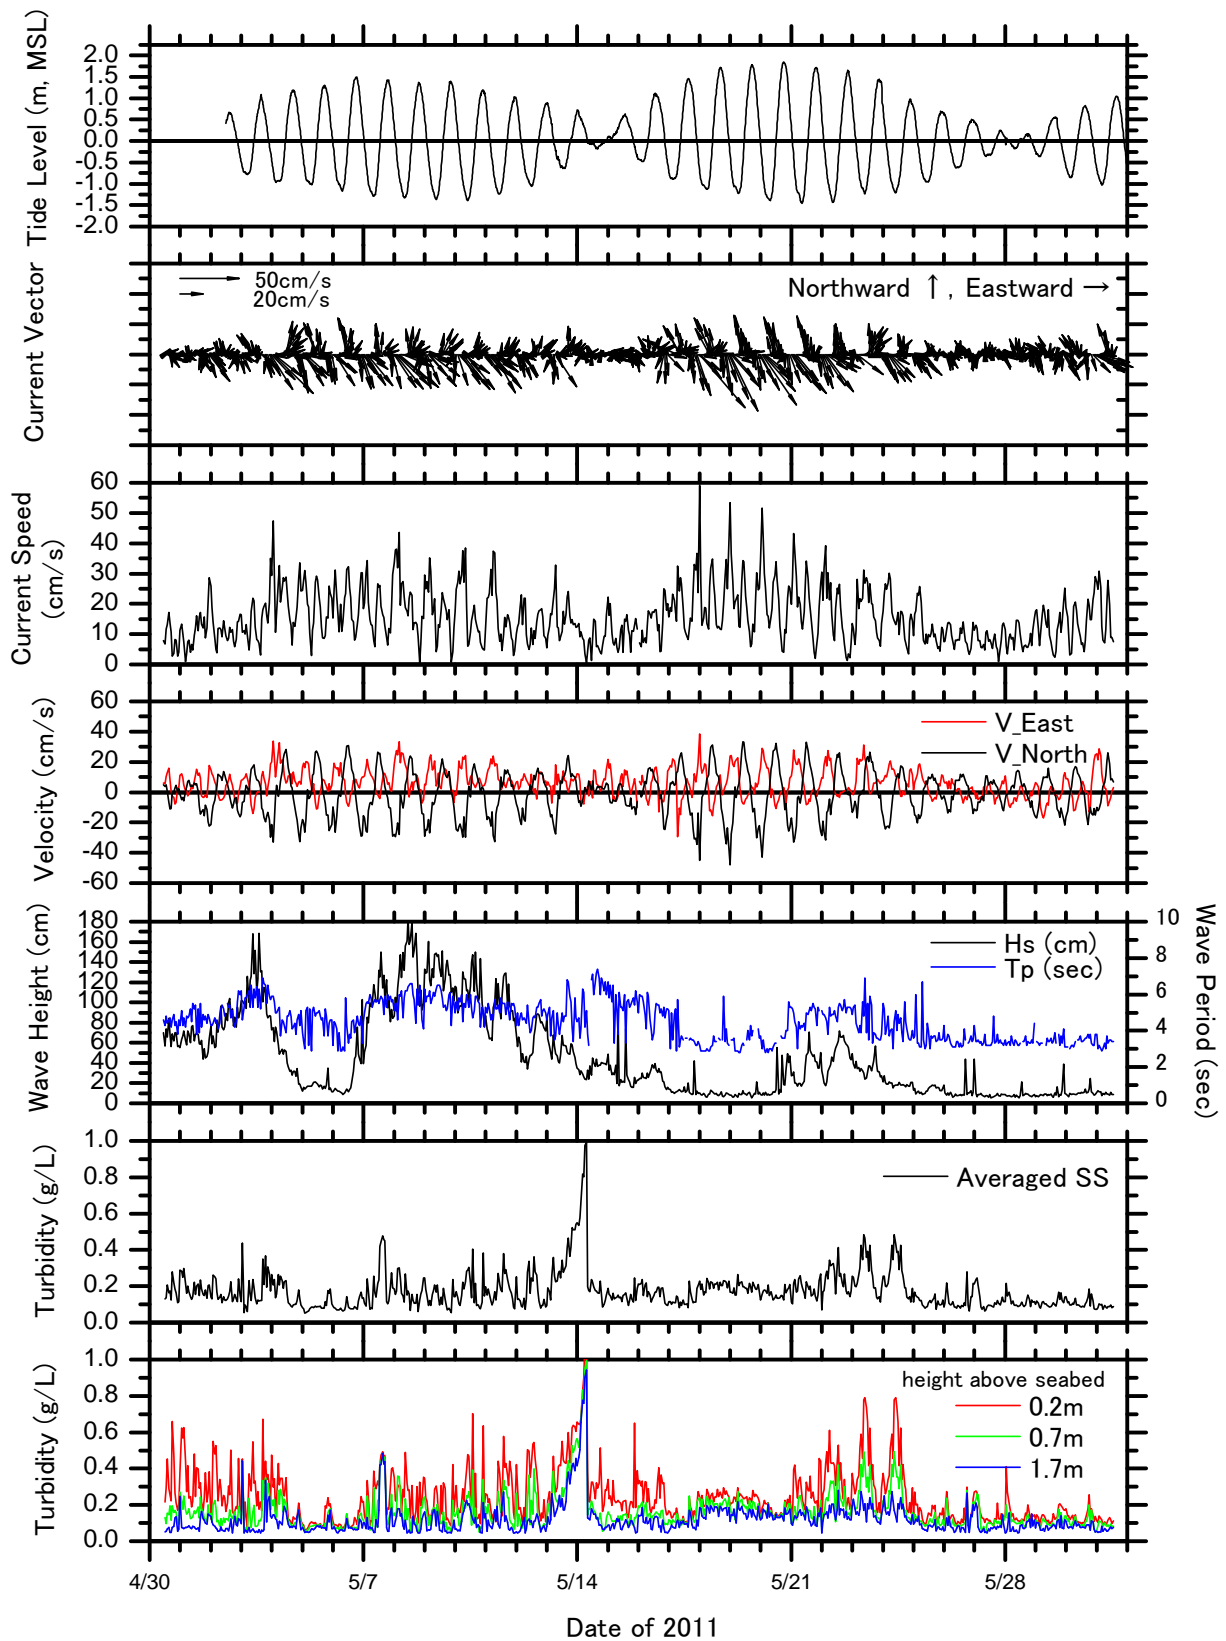 Tide Level (m, MSL)
2.0
1.5
1.0
0.5
0.0
-0.5
-1.0
-1.5
-2.0
Current Vector
50cm/s
20cm/s
Northward ↑, Eastward →
Current Speed
(cm/s)
60
50
40
30
20
10
0
Velocity (cm/s)
60
40
20
0
-20
-40
-60
V_East
V_North
Wave Height (cm)
180
160
140
120
100
80
60
40
20
0
Hs (cm)
Tp (sec)
10
8
6
4
2
0
Wave Period (sec)
Turbidity (g/L)
1.0
0.8
0.6
0.4
0.2
0.0
Averaged SS
Turbidity (g/L)
1.0
0.8
0.6
0.4
0.2
0.0
height above seabed
0.2m
0.7m
1.7m
4/30 5/7 5/14 5/21 5/28
Date of 2011